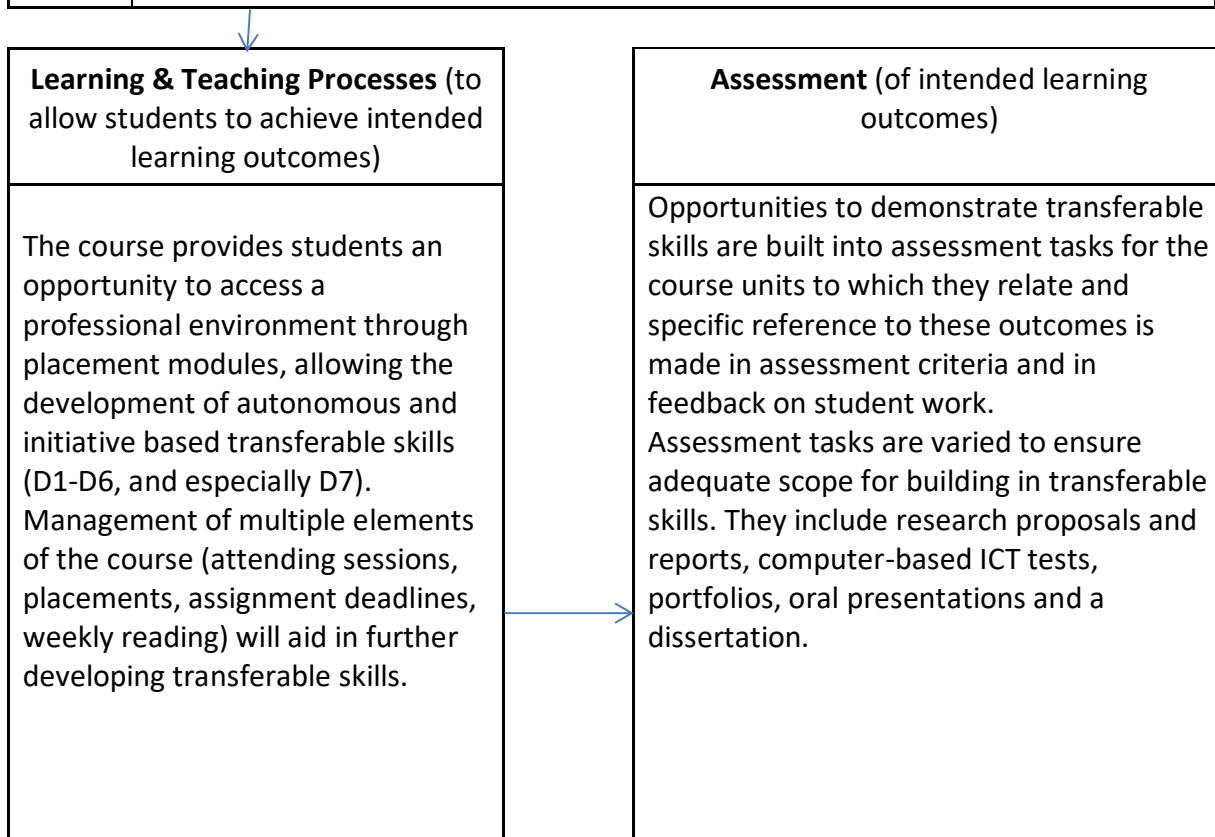 Learning & Teaching Processes (to
allow students to achieve intended
learning outcomes)
The course provides students an
opportunity to access a
professional environment through
placement modules, allowing the
development of autonomous and
initiative based transferable skills
(D1-D6, and especially D7).
Management of multiple elements
of the course (attending sessions,
placements, assignment deadlines,
weekly reading) will aid in further
developing transferable skills.
Assessment (of intended learning
outcomes)
Opportunities to demonstrate transferable
skills are built into assessment tasks for the
course units to which they relate and
specific reference to these outcomes is
made in assessment criteria and in
feedback on student work.
Assessment tasks are varied to ensure
adequate scope for building in transferable
skills. They include research proposals and
reports, computer-based ICT tests,
portfolios, oral presentations and a
dissertation.